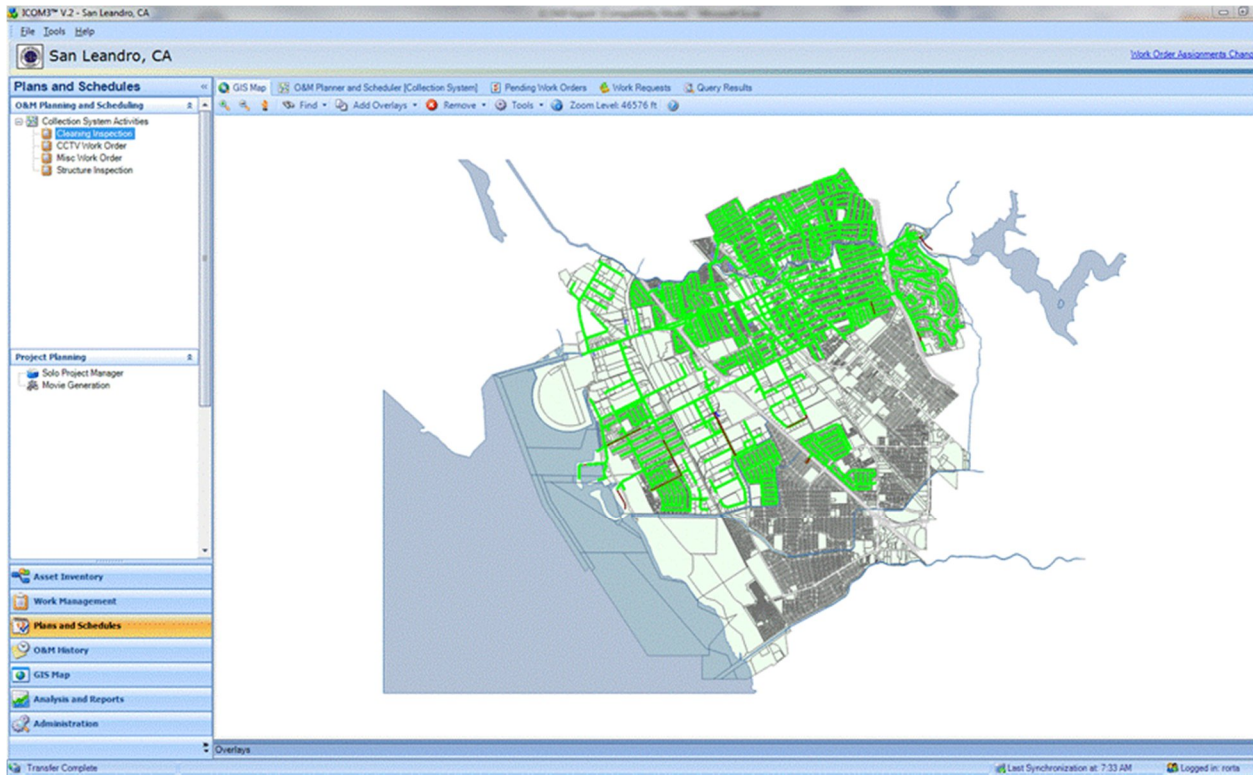 ICOM3™ V.2 - San Leandro, CA
File Tools Help
San Leandro, CA
Work Order Assignments Chang
Plans and Schedules
O&M Planning and Scheduling
Collection System Activities
Cleaning Inspection
CCTV Work Order
Misc Work Order
Structure Inspection
Project Planning
Solo Project Manager
Movie Generation
Asset Inventory
Work Management
Plans and Schedules
O&M History
GIS Map
Analysis and Reports
Administration
GIS Map O&M Planner and Scheduler [Collection System] Pending Work Orders Work Requests Query Results
Find Add Overlays Remove Tools Zoom Level: 46576 ft
Overlays
Transfer Complete Last Synchronization at: 7:33 AM Logged in: rorta